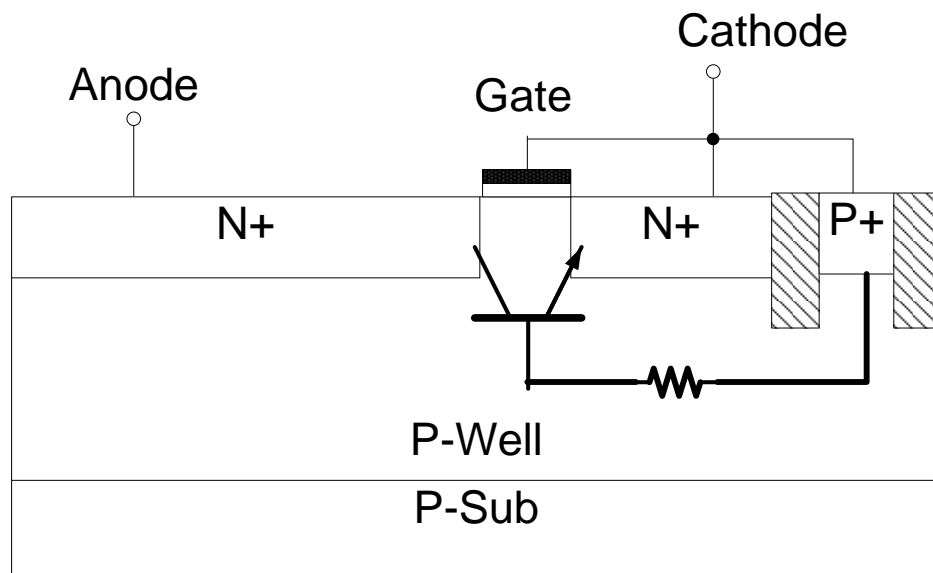 Cathode
Anode
Gate
N+
N+
P+
P-Well
P-Sub